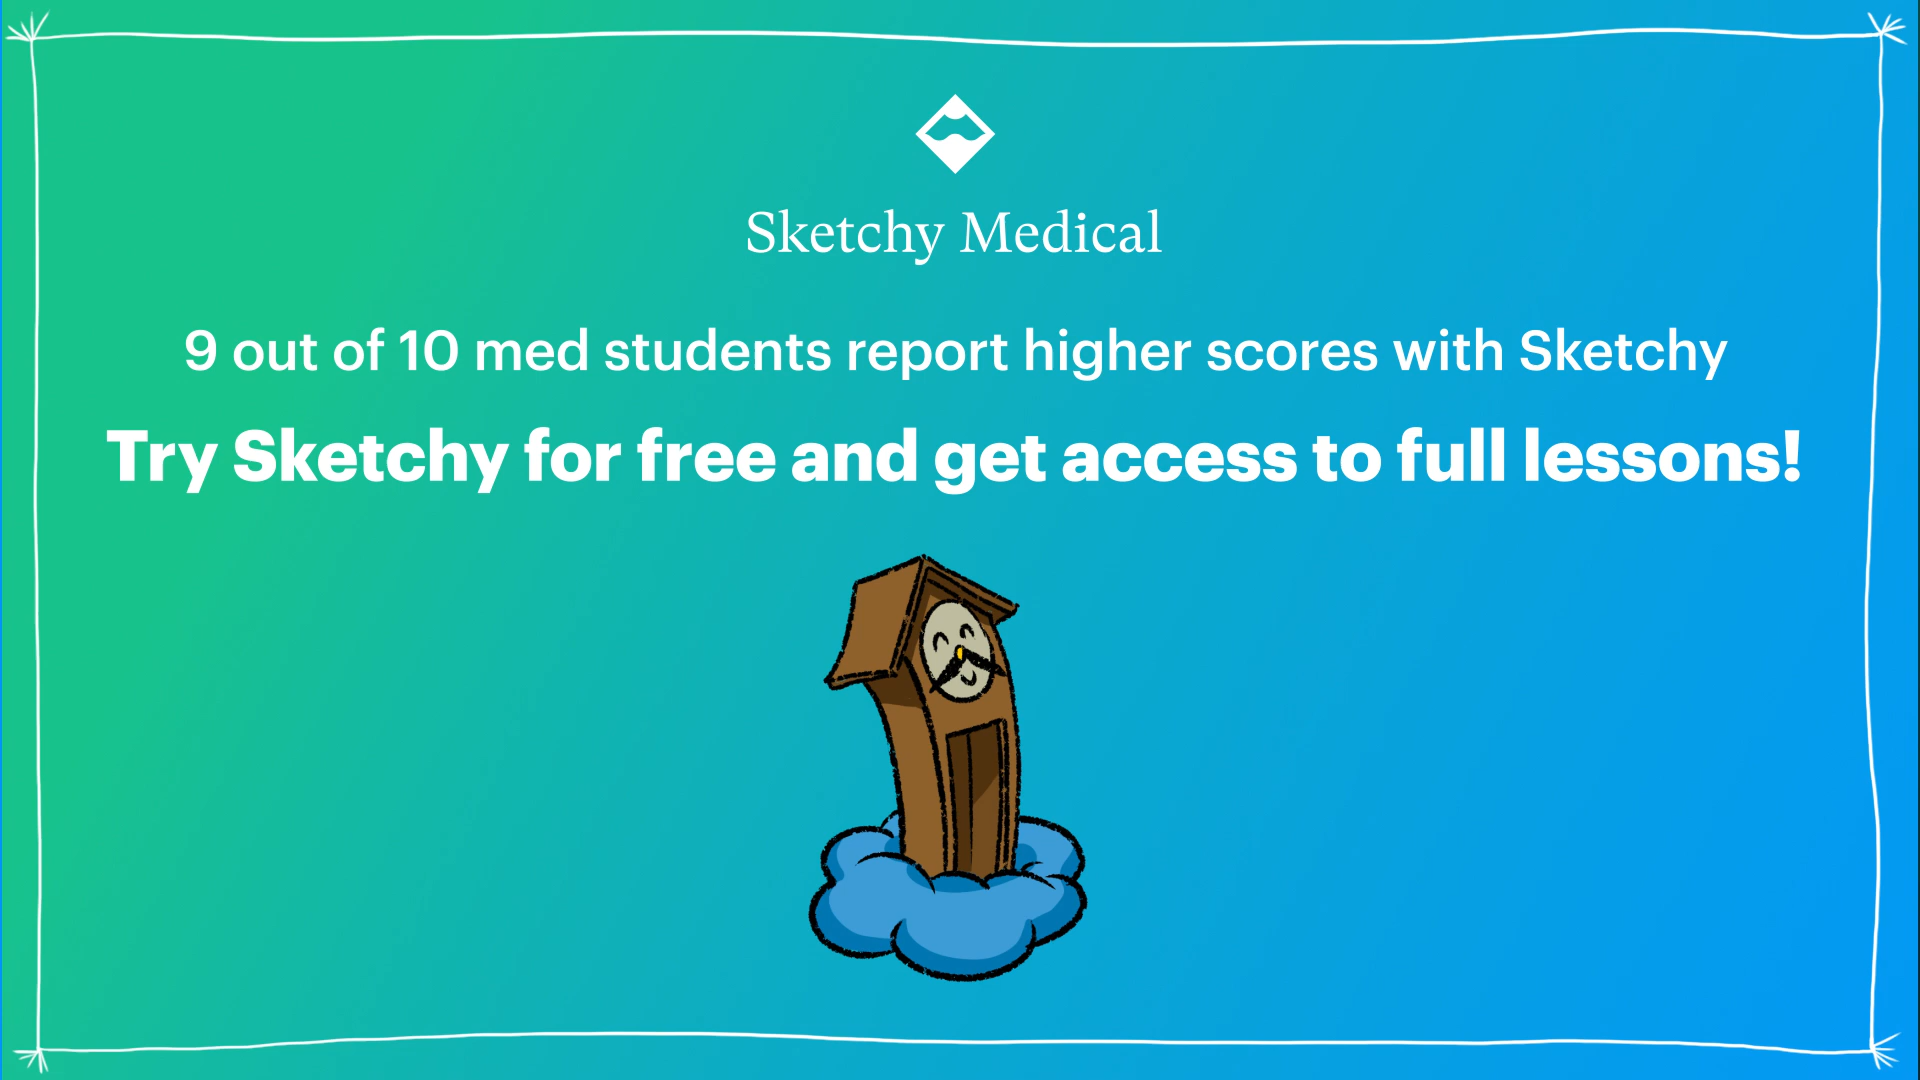 Sketchy Medical
9 out of 10 med students report higher scores with Sketchy
Try Sketchy for free and get access to full lessons!